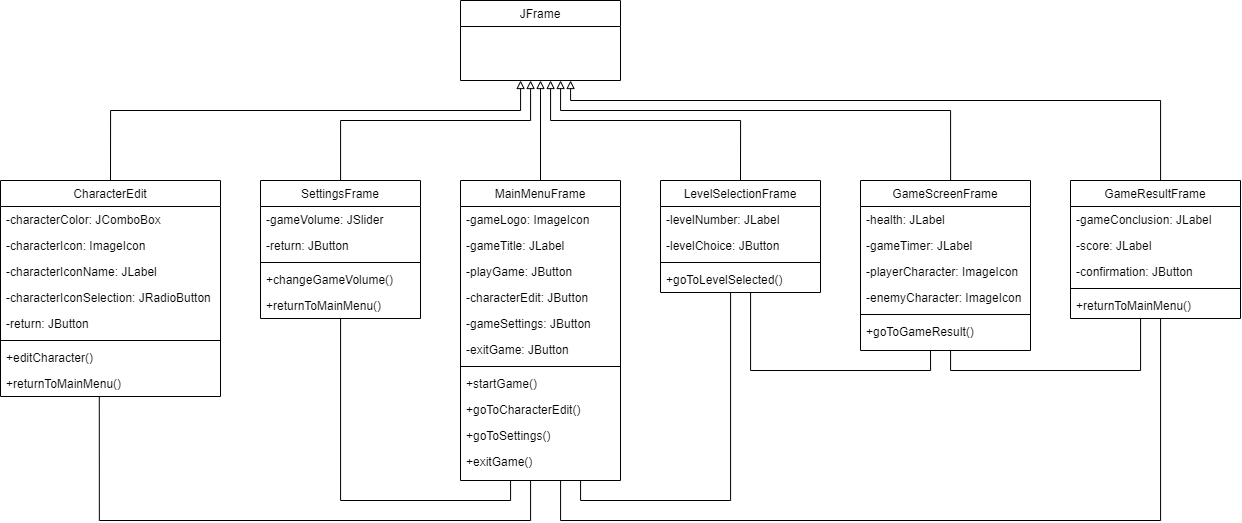 JFrame
CharacterEdit
-characterColor: JComboBox
-characterIcon: ImageIcon
-characterIconName: JLabel
-characterIconSelection: JRadioButton
-return: JButton
+editCharacter()
+returnToMainMenu()
SettingsFrame
-gameVolume: JSlider
-return: JButton
+changeGameVolume()
+returnToMainMenu()
MainMenuFrame
-gameLogo: ImageIcon
-gameTitle: JLabel
-playGame: JButton
-characterEdit: JButton
-gameSettings: JButton
-exitGame: JButton
+startGame()
+goToCharacterEdit()
+goToSettings()
+exitGame()
LevelSelectionFrame
-levelNumber: JLabel
-levelChoice: JButton
+goToLevelSelected()
GameScreenFrame
-health: JLabel
-gameTimer: JLabel
-playerCharacter: ImageIcon
-enemyCharacter: ImageIcon
+goToGameResult()
GameResultFrame
-gameConclusion: JLabel
-score: JLabel
-confirmation: JButton
+returnToMainMenu()